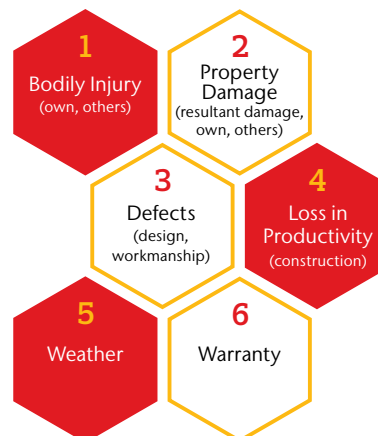 1
Bodily Injury
(own, others)
2
Property
Damage
(resultant damage,
own, others)
3
Defects
(design,
workmanship)
4
Loss in
Productivity
(construction)
5
Weather
6
Warranty